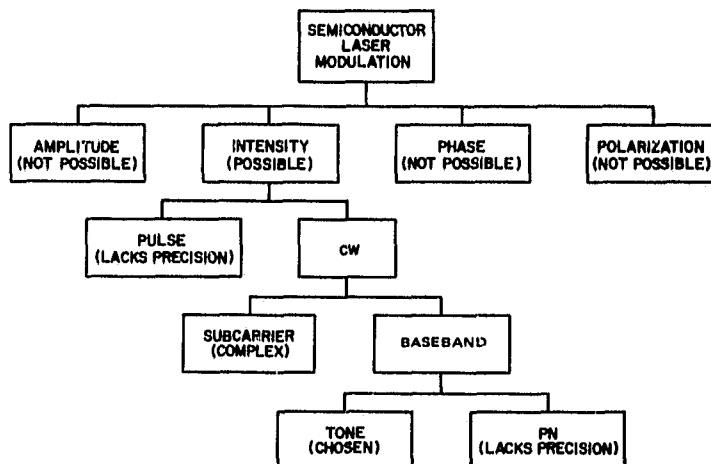 SEMICONDUCTOR
LASER
MODULATION
AMPLITUDE
(NOT POSSIBLE)
INTENSITY
(POSSIBLE)
PHASE
(NOT POSSIBLE)
POLARIZATION
(NOT POSSIBLE)
PULSE
(LACKS PRECISION)
CW
SUBCARRIER
(COMPLEX)
BASEBAND
TONE
(CHOSEN)
PN
(LACKS PRECISION)